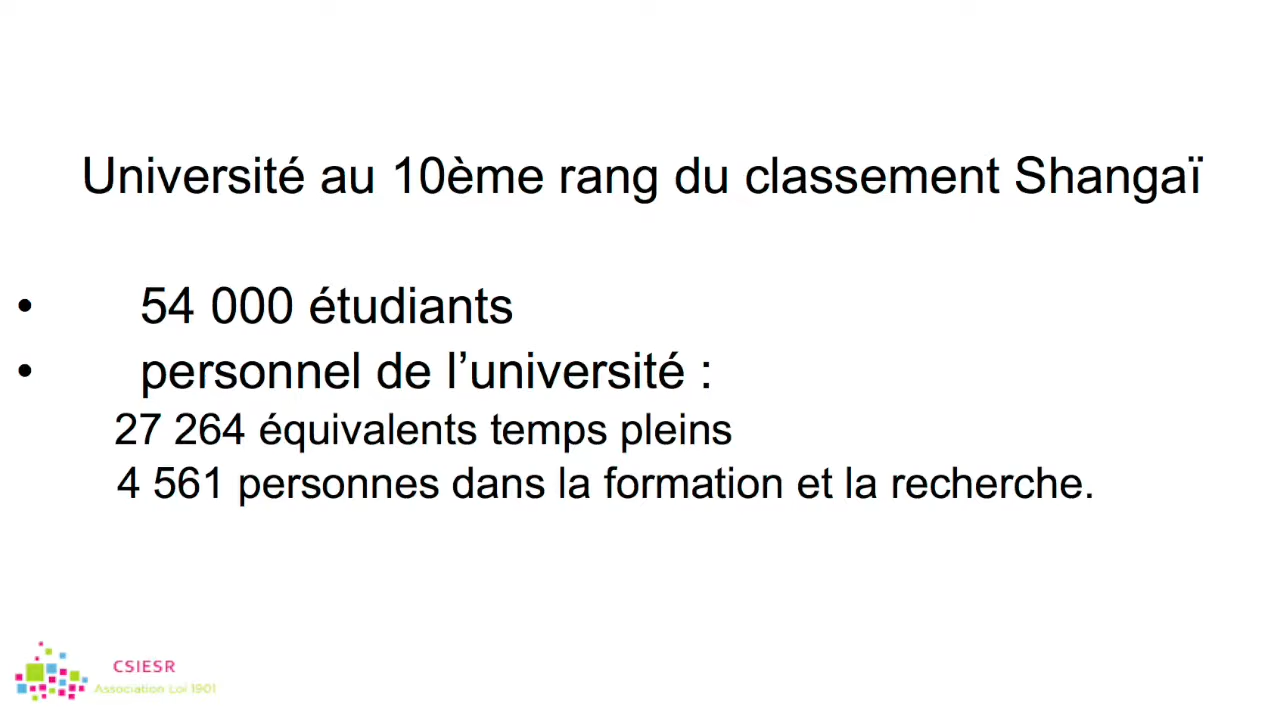 Université au 10ème rang du classement Shangaï
• 54 000 étudiants
• personnel de l’université :
27 264 équivalents temps pleins
4 561 personnes dans la formation et la recherche.
CSIESR
Association Loi 1901